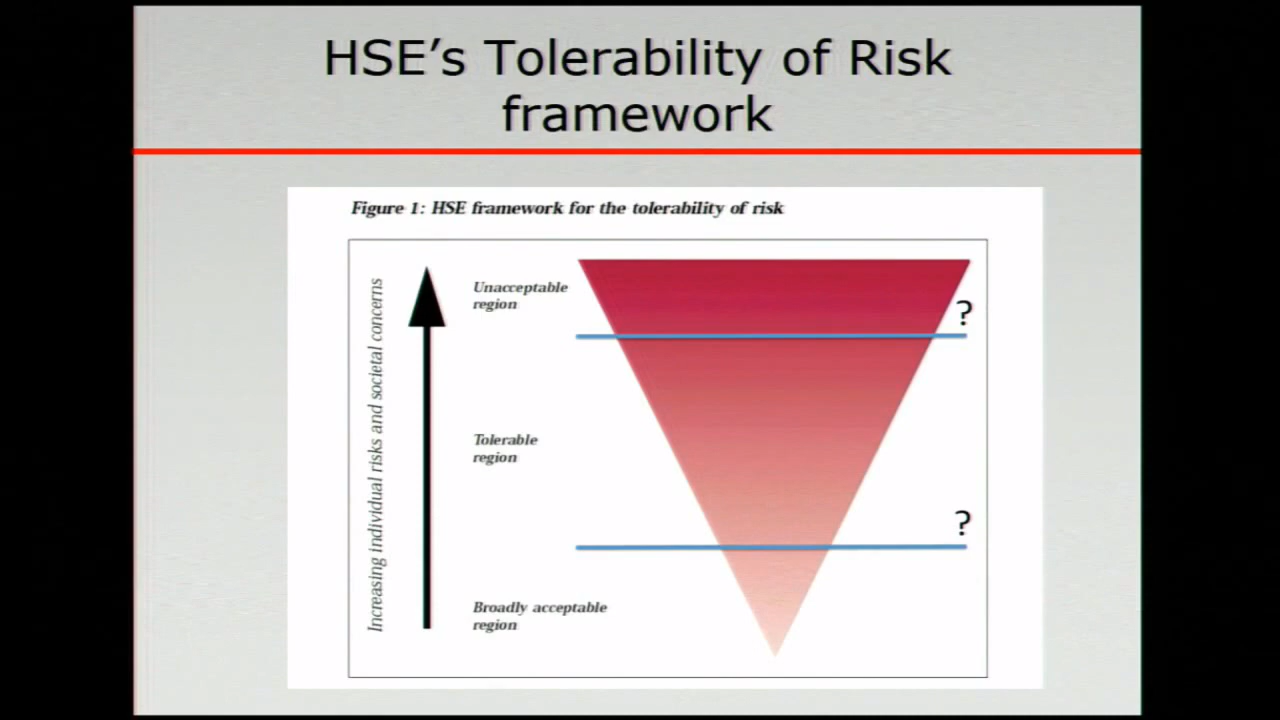 HSE’s Tolerability of Risk
framework
Figure 1: HSE framework for the tolerability of risk
Increasing individual risks and societal concerns
Unacceptable
region
?
Tolerable
region
?
Broadly acceptable
region